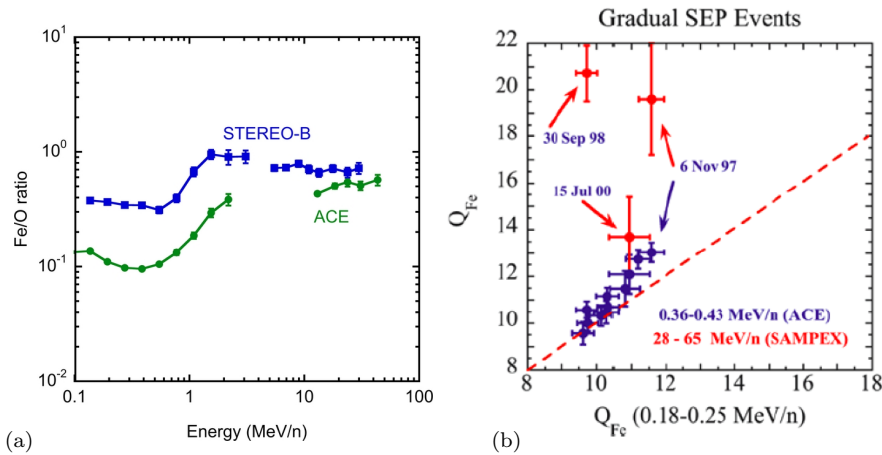 Gradual SEP Events
10¹
10⁰
10⁻¹
10⁻²
Fe/O ratio
STEREO-B
ACE
0.1
1
10
100
Energy (MeV/n)
(a)
22
20
18
16
14
12
10
8
Q_Fe
30 Sep 98
6 Nov 97
15 Jul 00
0.36-0.43 MeV/n (ACE)
28 - 65 MeV/n (SAMPEX)
8
10
12
14
16
18
Q_Fe (0.18-0.25 MeV/n)
(b)